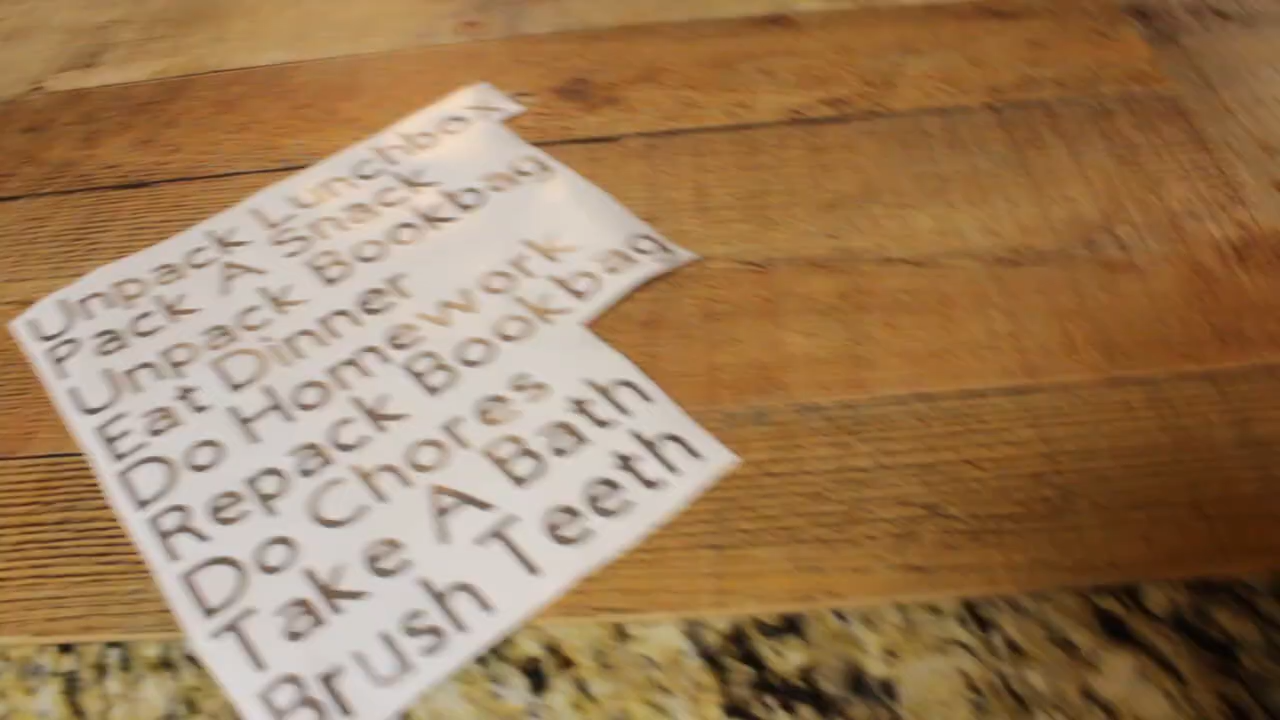 Unpack Lunchbox
Pack A Snack
Unpack Bookbag
Eat Dinner
Do Homework
Repack Bookbag
Do Chores
Take A Bath
Brush Teeth